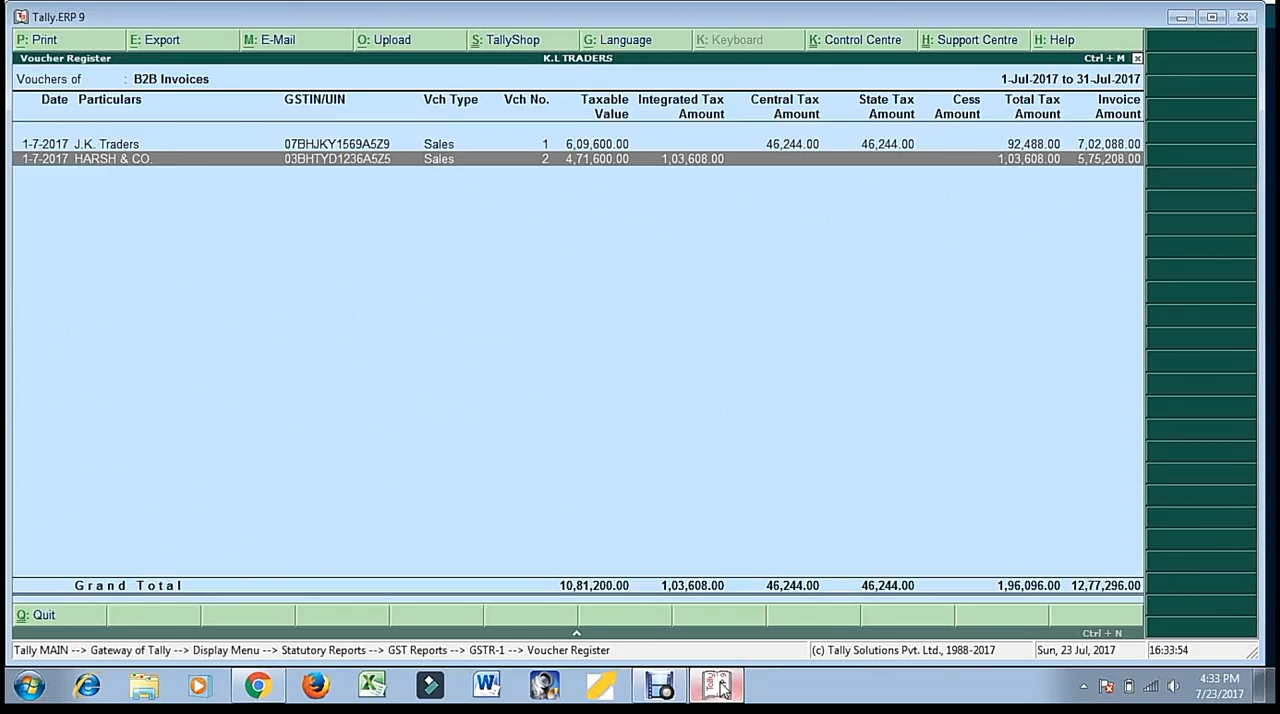 Tally.ERP 9
P: Print E: Export M: E-Mail O: Upload S: TallyShop G: Language K: Keyboard K: Control Centre H: Support Centre H: Help
Voucher Register K.L TRADERS Ctrl + M
Vouchers of : B2B Invoices 1-Jul-2017 to 31-Jul-2017
Date Particulars GSTIN/UIN Vch Type Vch No. Taxable Integrated Tax Central Tax State Tax Cess Total Tax Invoice
Value Amount Amount Amount Amount Amount Amount
1-7-2017 J.K. Traders 07BHJKY1569A5Z9 Sales 1 6,09,600.00 46,244.00 46,244.00 92,488.00 7,02,088.00
1-7-2017 HARSH & CO. 03BHTYD1236A5Z5 Sales 2 4,71,600.00 1,03,608.00 1,03,608.00 5,75,208.00
Grand Total 10,81,200.00 1,03,608.00 46,244.00 46,244.00 1,96,096.00 12,77,296.00
Q: Quit
Ctrl + N
Tally MAIN --> Gateway of Tally --> Display Menu --> Statutory Reports --> GST Reports --> GSTR-1 --> Voucher Register (c) Tally Solutions Pvt. Ltd., 1988-2017 Sun, 23 Jul, 2017 16:33:54
4:33 PM
7/23/2017